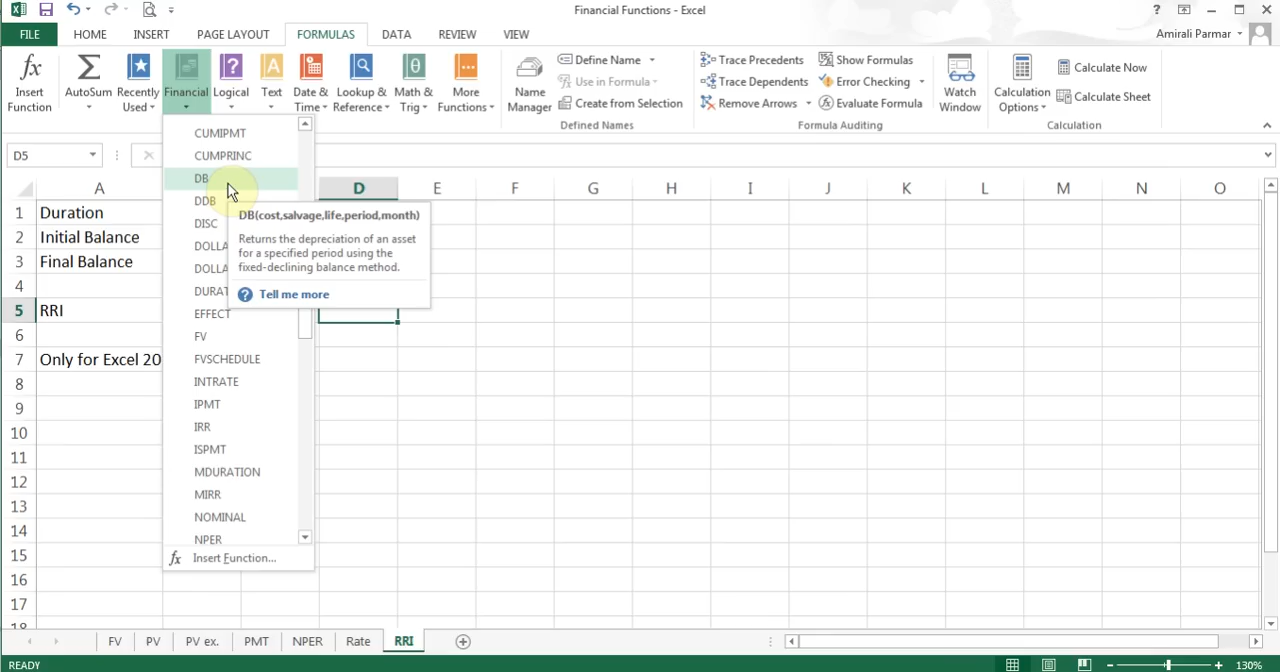 Financial Functions - Excel
FILE HOME INSERT PAGE LAYOUT FORMULAS DATA REVIEW VIEW
Amirali Parmar
Insert Function
AutoSum
Recently Used
Financial
Logical
Text
Date & Time
Lookup & Reference
Math & Trig
More Functions
Name Manager
Define Name
Use in Formula
Create from Selection
Defined Names
Trace Precedents
Trace Dependents
Remove Arrows
Show Formulas
Error Checking
Evaluate Formula
Formula Auditing
Watch Window
Calculation Options
Calculate Now
Calculate Sheet
Calculation
D5
CUMIPMT
CUMPRINC
DB
DDB
DISC
DOLLA
DOLLA
DURAT
EFFECT
FV
FVSCHEDULE
INTRATE
IPMT
IRR
ISPMT
MDURATION
MIRR
NOMINAL
NPER
fx Insert Function...
DB(cost,salvage,life,period,month)
Returns the depreciation of an asset
for a specified period using the
fixed-declining balance method.
Tell me more
A D E F G H I J K L M N O
1 Duration
2 Initial Balance
3 Final Balance
4
5 RRI
6
7 Only for Excel 20
8
9
10
11
12
13
14
15
16
17
18
FV PV PV ex. PMT NPER Rate RRI
READY
130%